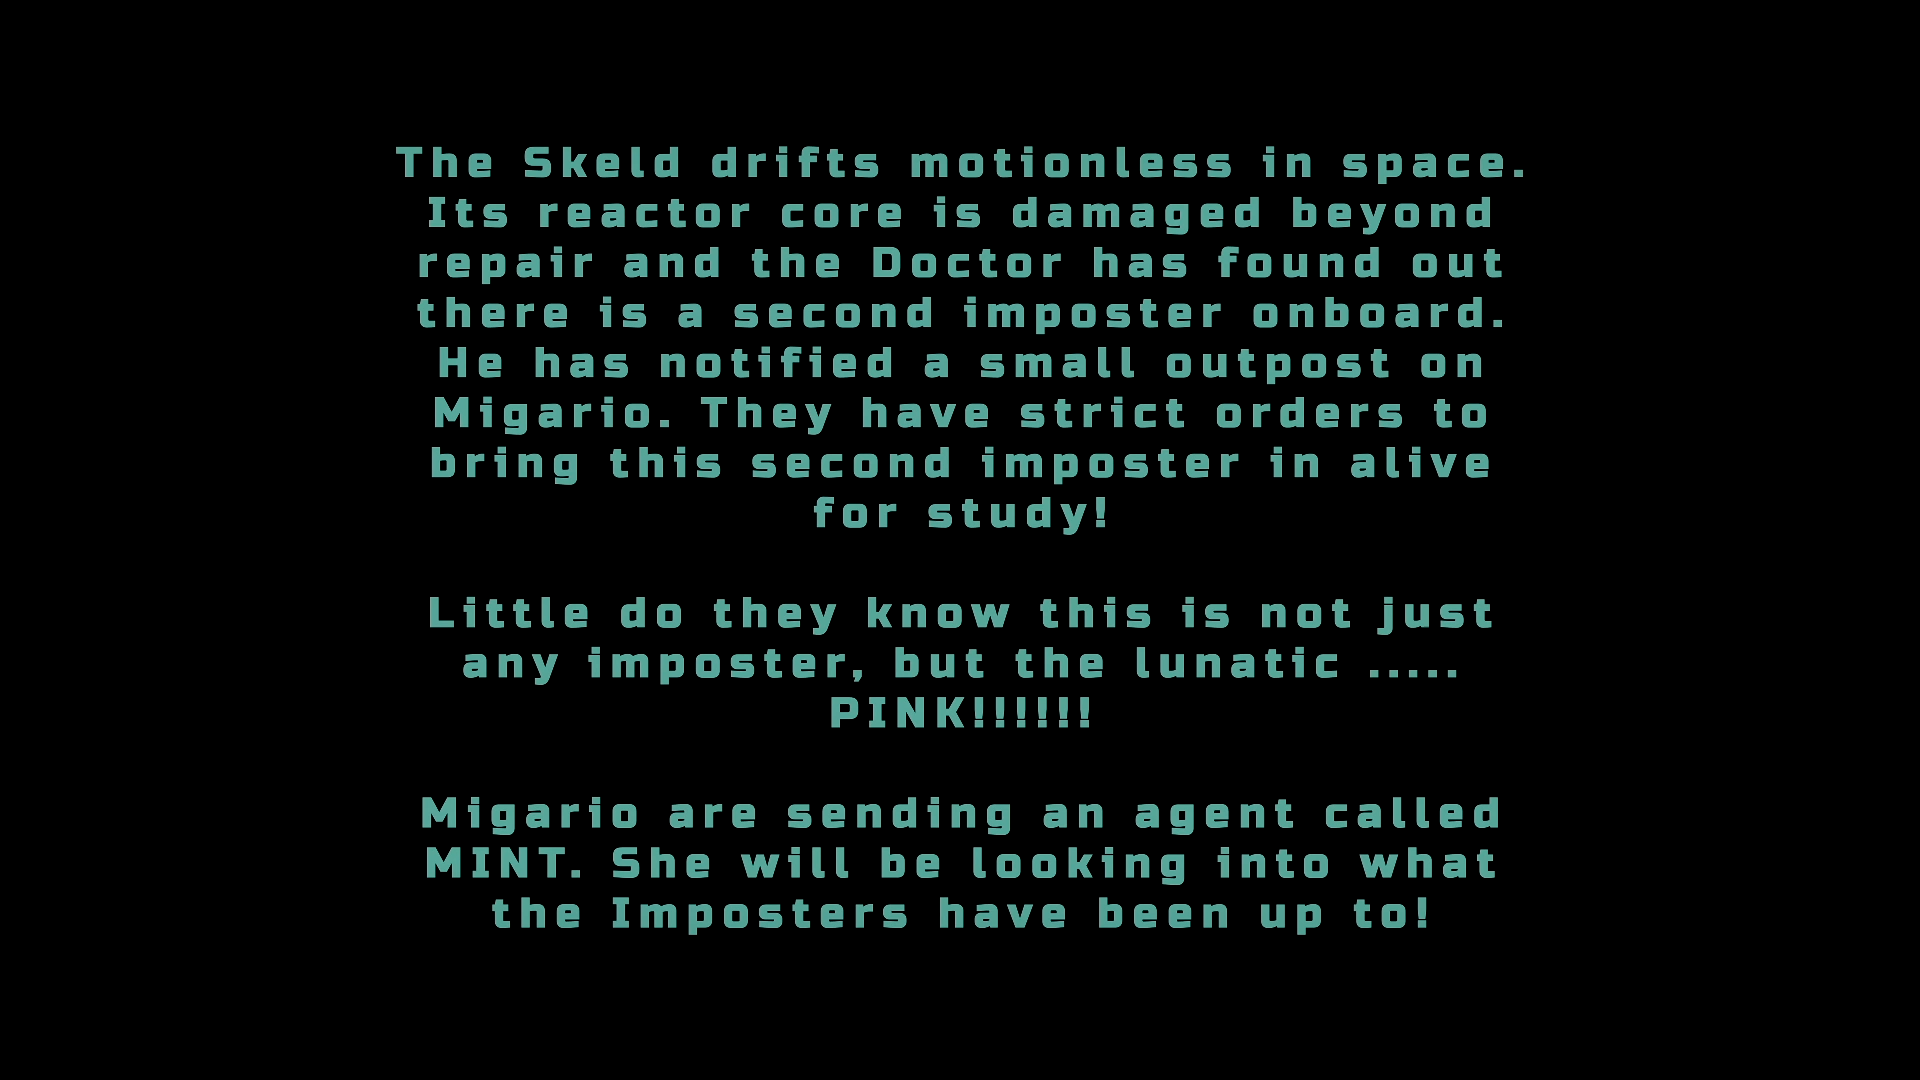 The Skeld drifts motionless in space.
Its reactor core is damaged beyond
repair and the Doctor has found out
there is a second imposter onboard.
He has notified a small outpost on
Migario. They have strict orders to
bring this second imposter in alive
for study!
Little do they know this is not just
any imposter, but the lunatic .....
PINK!!!!!!
Migario are sending an agent called
MINT. She will be looking into what
the Imposters have been up to!